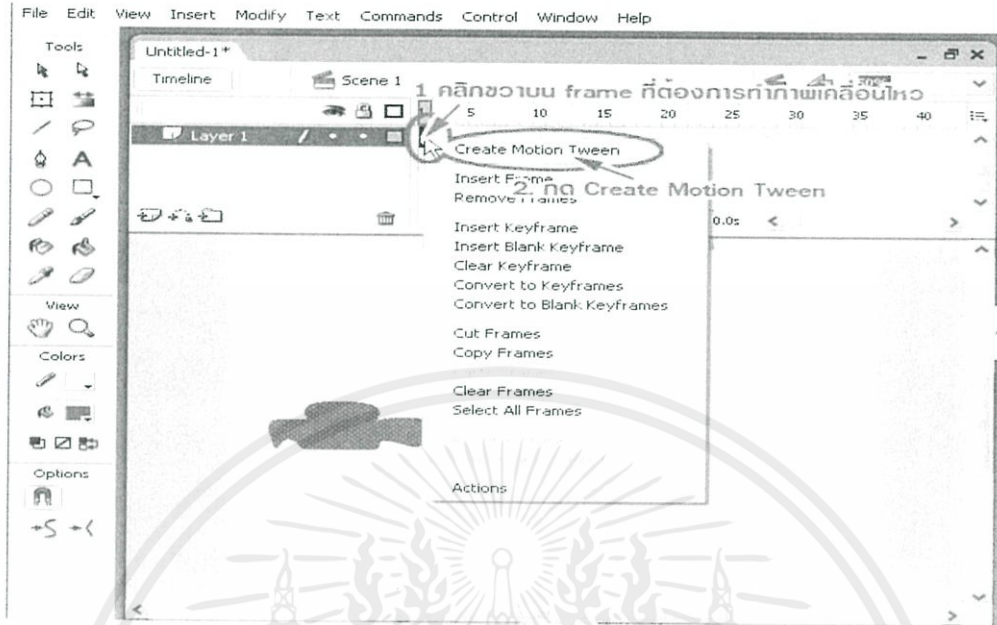 File Edit View Insert Modify Text Commands Control Window Help
Tools
Untitled-1*
Timeline
Scene 1
1 คลิกขวาบน frame ที่ต้องการทำภาพเคลื่อนไหว
5 10 15 20 25 30 35 40
Layer 1
Create Motion Tween
2. กด Create Motion Tween
Insert Frame
Remove Frames
0.0s
Insert Keyframe
Insert Blank Keyframe
Clear Keyframe
Convert to Keyframes
Convert to Blank Keyframes
Cut Frames
Copy Frames
Clear Frames
Select All Frames
Actions
View
Colors
Options